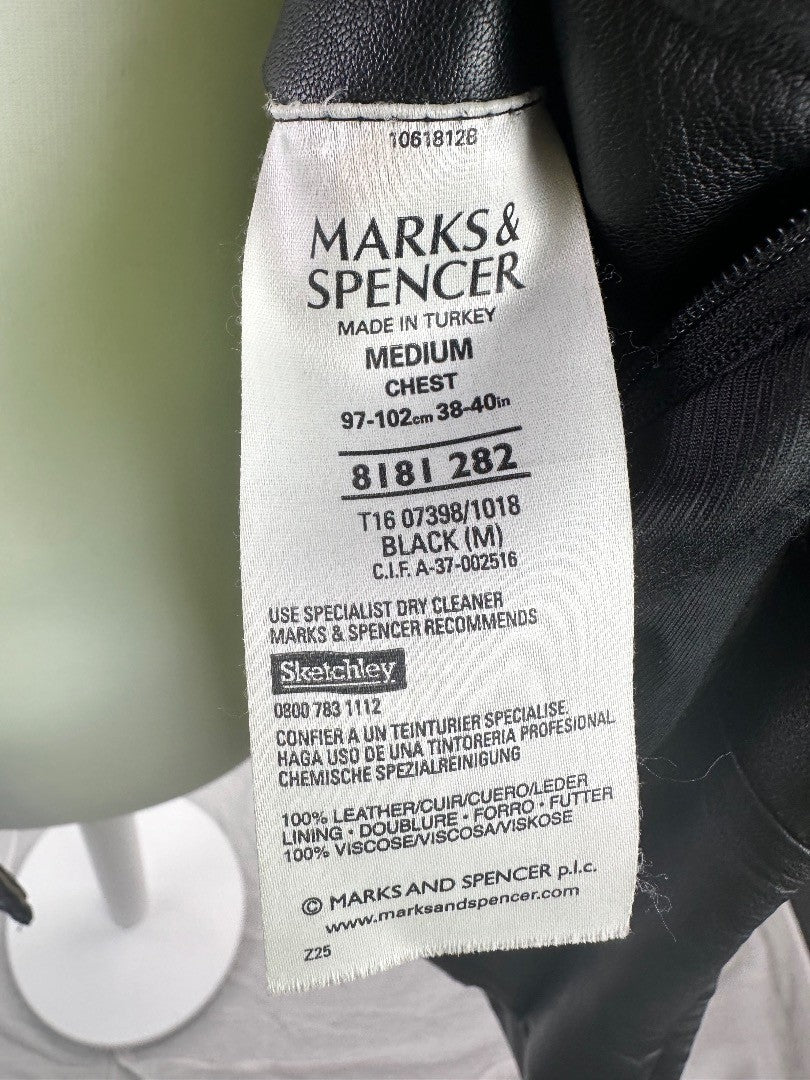 10618128
MARKS &
SPENCER
MADE IN TURKEY
MEDIUM
CHEST
97-102cm 38-40in
8181 282
T16 07398/1018
BLACK (M)
C.I.F. A-37-002516
USE SPECIALIST DRY CLEANER
MARKS & SPENCER RECOMMENDS
Sketchley
0800 783 1112
CONFIER A UN TEINTURIER SPECIALISE.
HAGA USO DE UNA TINTORERIA PROFESIONAL
CHEMISCHE SPEZIALREINIGUNG
100% LEATHER/CUIR/CUERO/LEDER
LINING • DOUBLURE • FORRO • FUTTER
100% VISCOSE/VISCOSA/VISKOSE
© MARKS AND SPENCER p.l.c.
www.marksandspencer.com
Z25